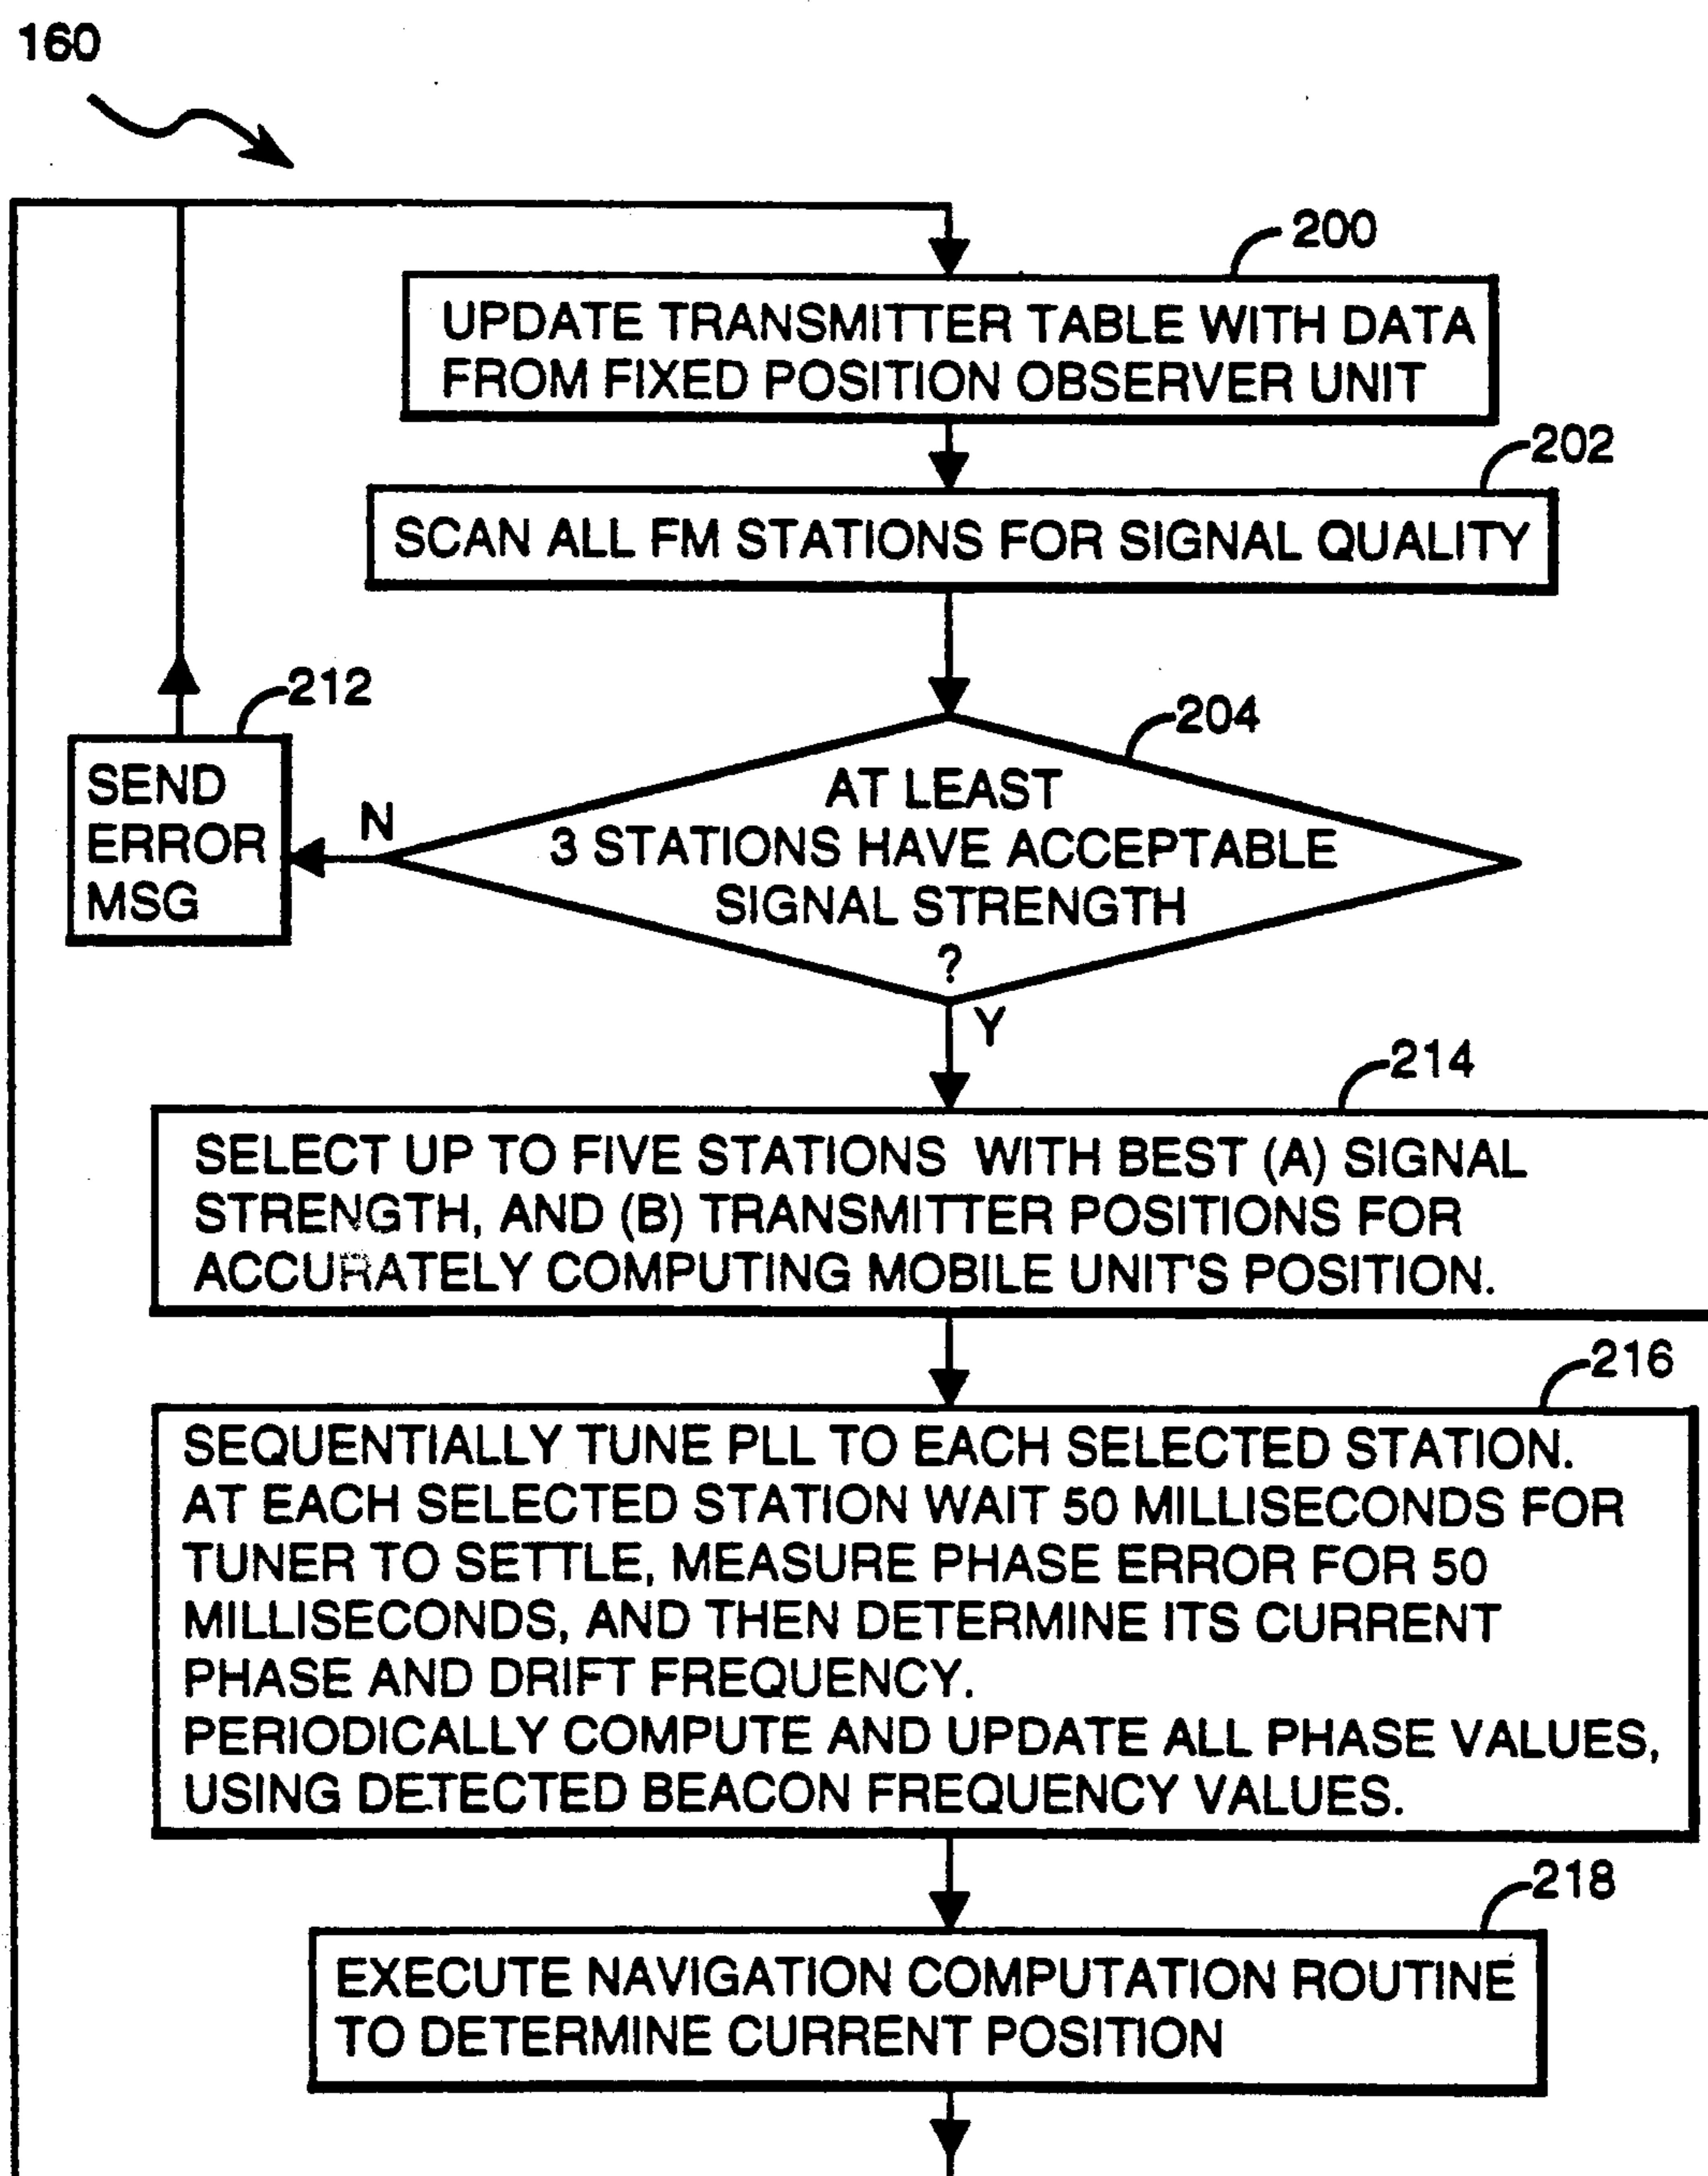 160
200
UPDATE TRANSMITTER TABLE WITH DATA
FROM FIXED POSITION OBSERVER UNIT
202
SCAN ALL FM STATIONS FOR SIGNAL QUALITY
212
SEND
ERROR
MSG
N
204
AT LEAST
3 STATIONS HAVE ACCEPTABLE
SIGNAL STRENGTH
?
Y
214
SELECT UP TO FIVE STATIONS WITH BEST (A) SIGNAL
STRENGTH, AND (B) TRANSMITTER POSITIONS FOR
ACCURATELY COMPUTING MOBILE UNIT'S POSITION.
216
SEQUENTIALLY TUNE PLL TO EACH SELECTED STATION.
AT EACH SELECTED STATION WAIT 50 MILLISECONDS FOR
TUNER TO SETTLE, MEASURE PHASE ERROR FOR 50
MILLISECONDS, AND THEN DETERMINE ITS CURRENT
PHASE AND DRIFT FREQUENCY.
PERIODICALLY COMPUTE AND UPDATE ALL PHASE VALUES,
USING DETECTED BEACON FREQUENCY VALUES.
218
EXECUTE NAVIGATION COMPUTATION ROUTINE
TO DETERMINE CURRENT POSITION